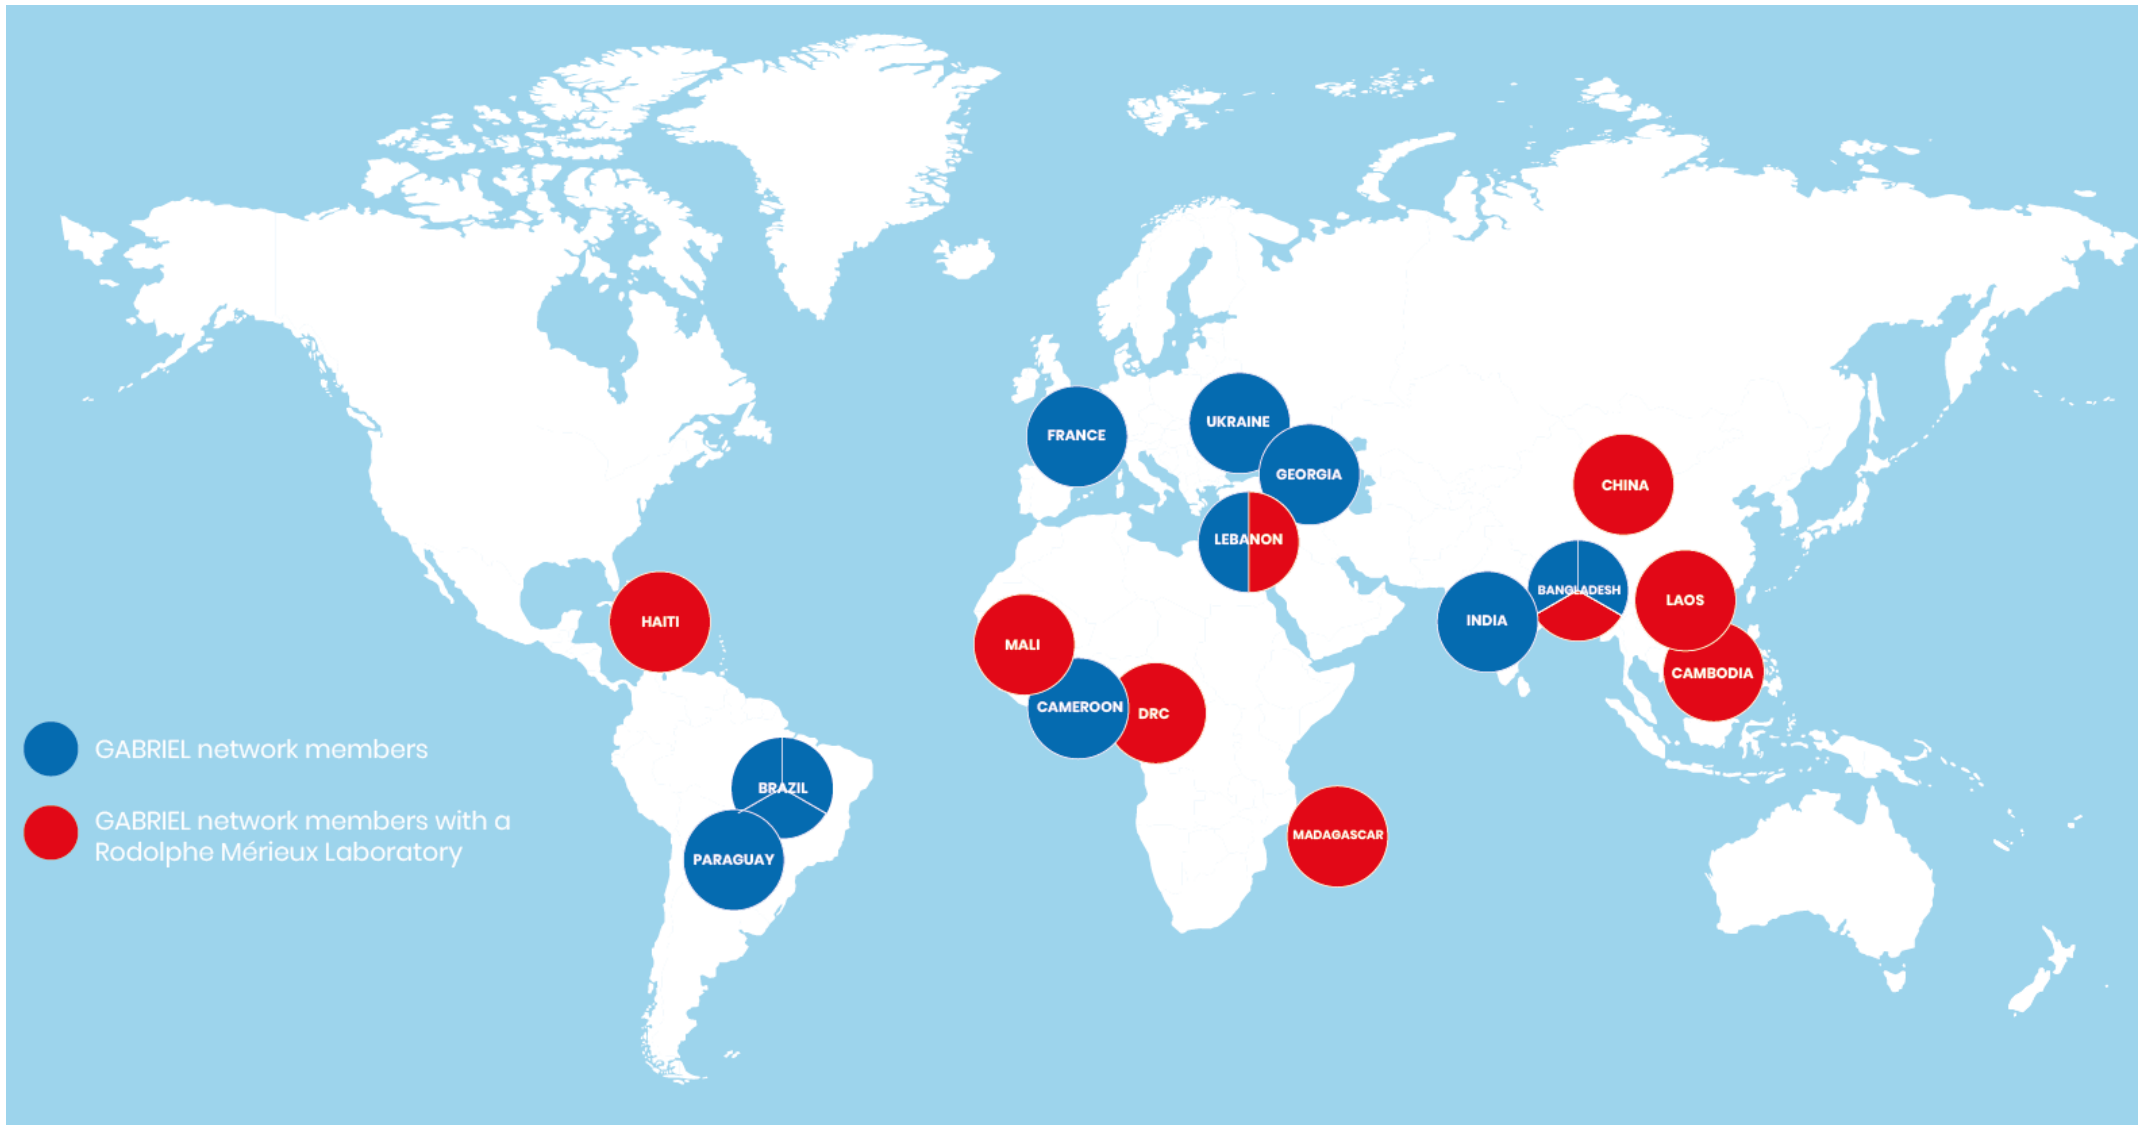 UKRAINE
FRANCE
GEORGIA
CHINA
LEBANON
BANGLADESH
LAOS
HAITI
INDIA
MALI
CAMBODIA
CAMEROON
DRC
GABRIEL network members
BRAZIL
GABRIEL network members with a
Rodolphe Mérieux Laboratory
MADAGASCAR
PARAGUAY